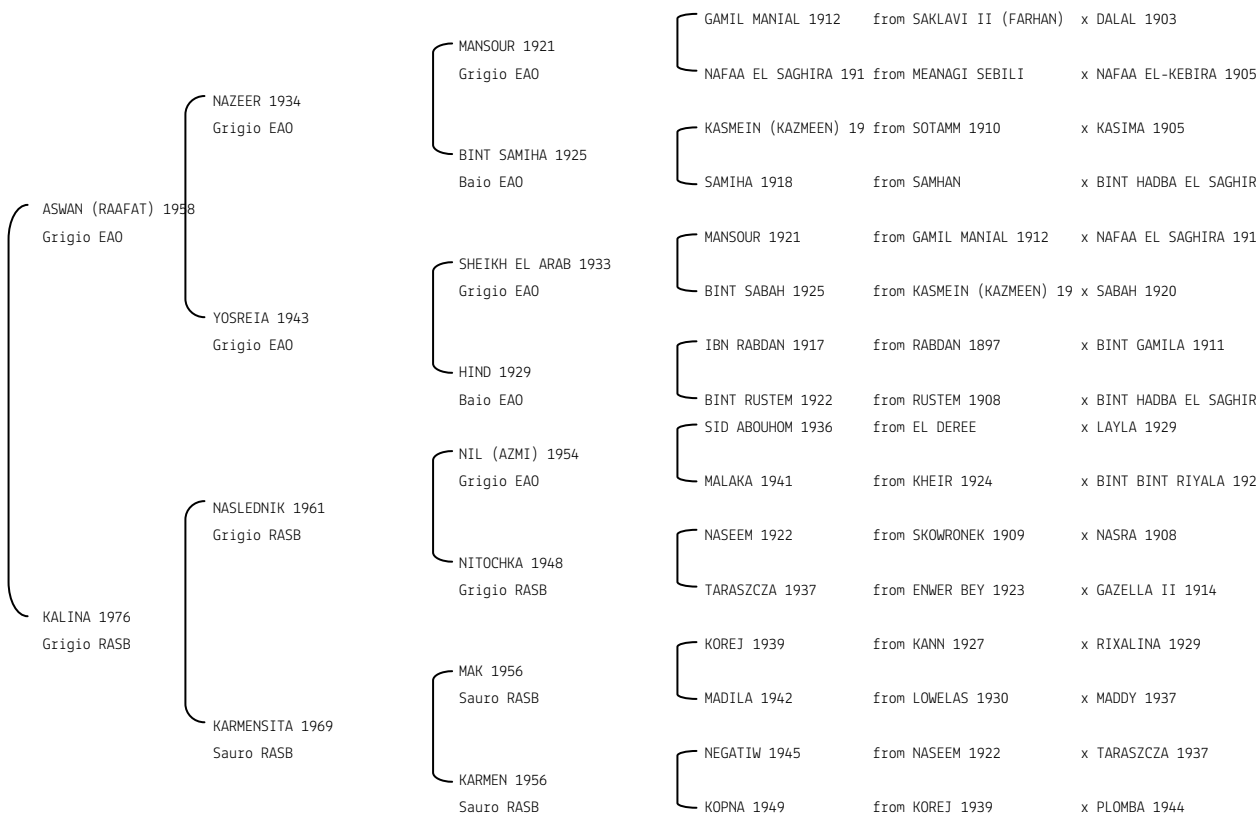 GAMIL MANIAL 1912 from SAKLAVI II (FARHAN) x DALAL 1903
MANSOUR 1921
Grigio EAO
NAFAA EL SAGHIRA 191 from MEANAGI SEBILI x NAFAA EL-KEBIRA 1905
NAZEER 1934
Grigio EAO
KASMEIN (KAZMEEN) 19 from SOTAMM 1910 x KASIMA 1905
BINT SAMIHA 1925
Baio EAO
SAMIHA 1918 from SAMHAN x BINT HADBA EL SAGHIR
ASWAN (RAAFAT) 1958
Grigio EAO
MANSOUR 1921 from GAMIL MANIAL 1912 x NAFAA EL SAGHIRA 191
SHEIKH EL ARAB 1933
Grigio EAO
BINT SABAH 1925 from KASMEIN (KAZMEEN) 19 x SABAH 1920
YOSREIA 1943
Grigio EAO
IBN RABDAN 1917 from RABDAN 1897 x BINT GAMILA 1911
HIND 1929
Baio EAO
BINT RUSTEM 1922 from RUSTEM 1908 x BINT HADBA EL SAGHIR
SID ABOUHOM 1936 from EL DEREE x LAYLA 1929
NIL (AZMI) 1954
Grigio EAO
MALAKA 1941 from KHEIR 1924 x BINT BINT RIYALA 192
NASLEDNIK 1961
Grigio RASB
NASEEM 1922 from SKOWRONEK 1909 x NASRA 1908
NITOCHKA 1948
Grigio RASB
TARASZCZA 1937 from ENWER BEY 1923 x GAZELLA II 1914
KALINA 1976
Grigio RASB
KOREJ 1939 from KANN 1927 x RIXALINA 1929
MAK 1956
Sauro RASB
MADILA 1942 from LOWELAS 1930 x MADDY 1937
KARMENSITA 1969
Sauro RASB
NEGATIW 1945 from NASEEM 1922 x TARASZCZA 1937
KARMEN 1956
Sauro RASB
KOPNA 1949 from KOREJ 1939 x PLOMBA 1944